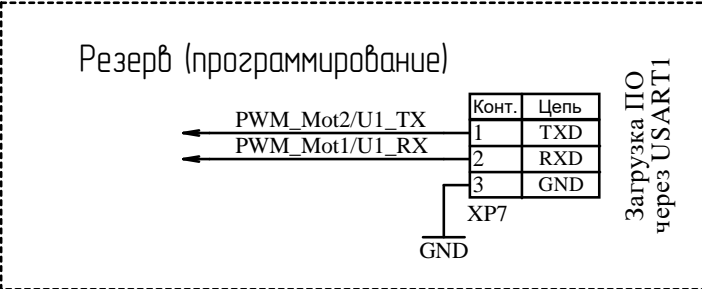 Резерв (программирование)
Конт. Цепь
PWM_Mot2/U1_TX 1 TXD
PWM_Mot1/U1_RX 2 RXD
3 GND
XP7
GND
Загрузка ПО
через USART1